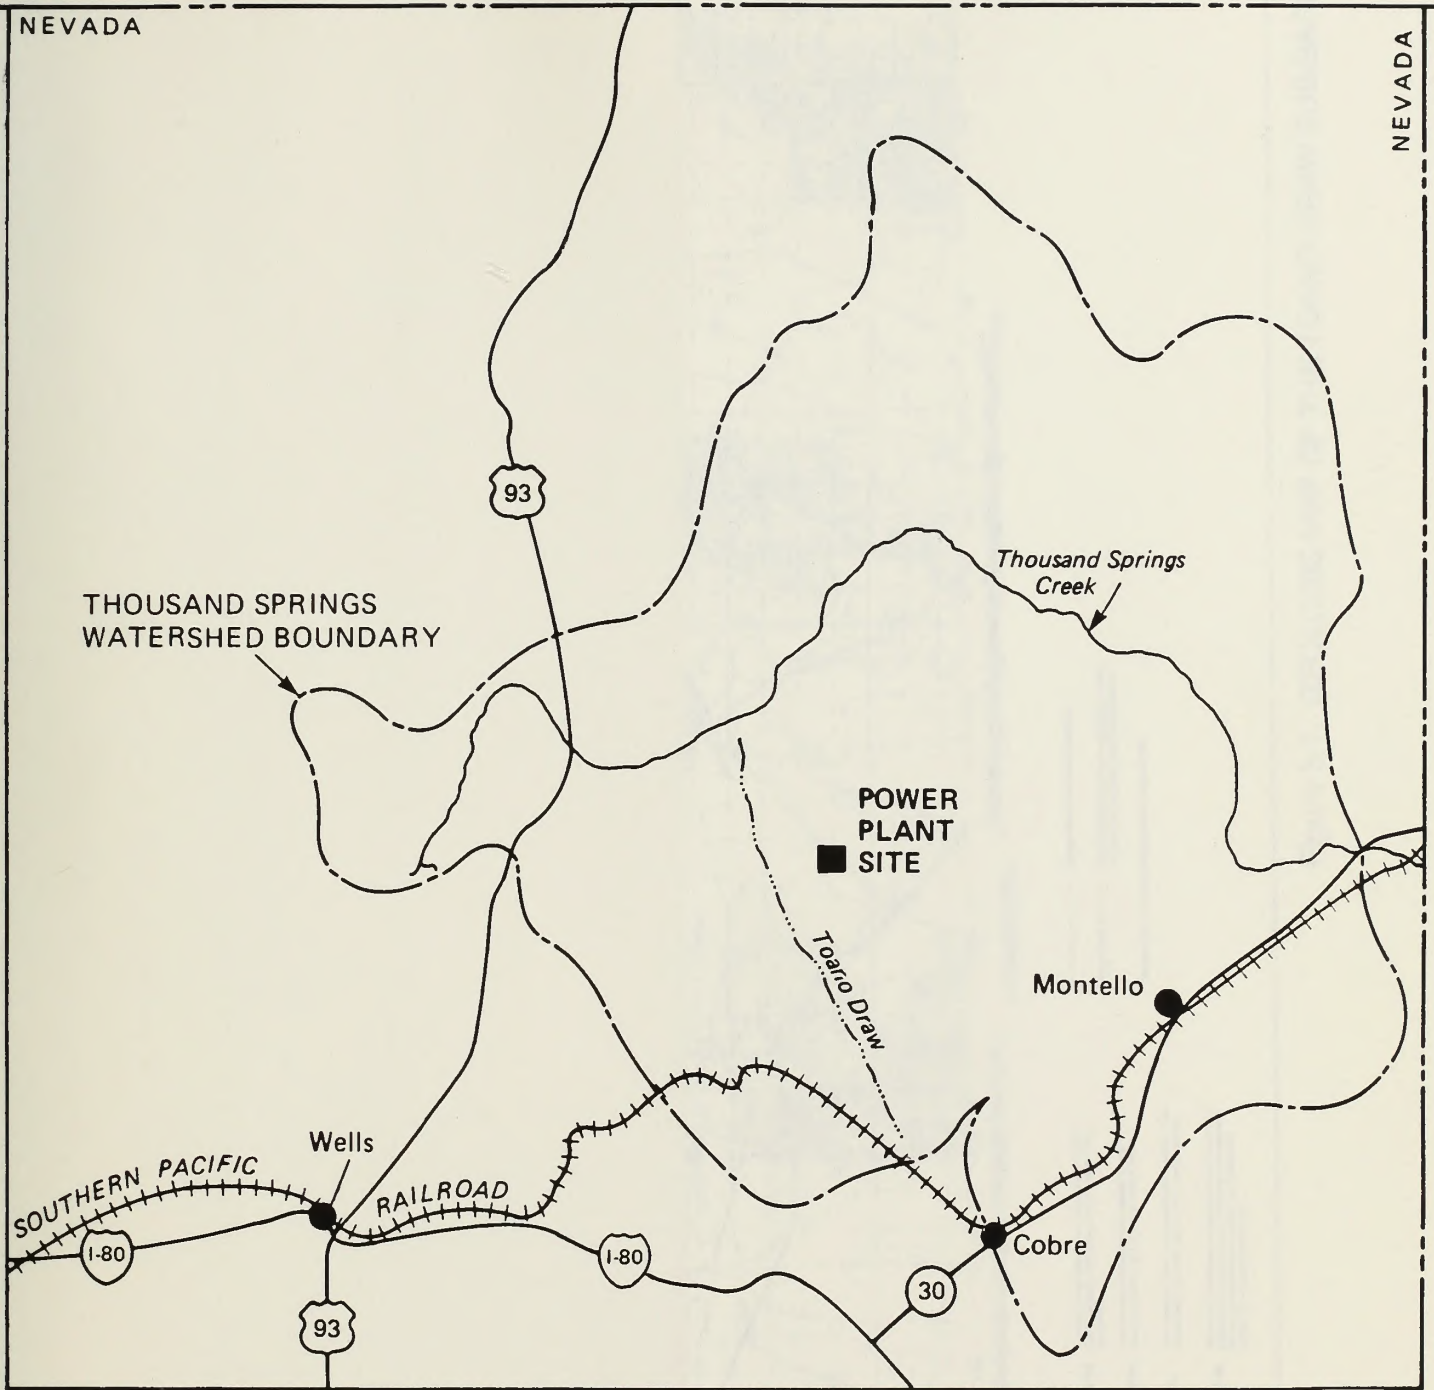 NEVADA
NEVADA
93
Thousand Springs
Creek
THOUSAND SPRINGS
WATERSHED BOUNDARY
POWER
PLANT
SITE
Toano Draw
Montello
Wells
SOUTHERN PACIFIC
RAILROAD
I-80
I-80
Cobre
30
93